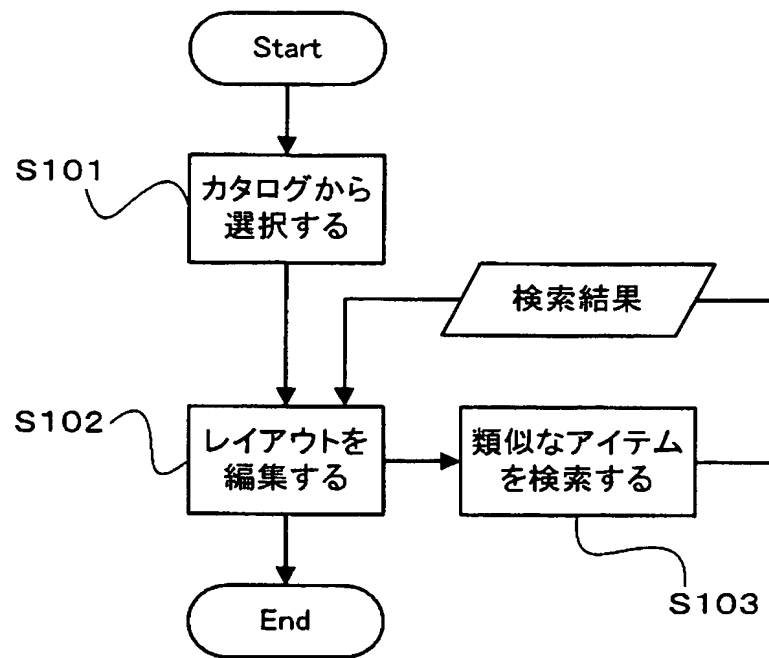 Start
S101
カタログから
選択する
検索結果
S102
レイアウトを
編集する
類似なアイテム
を検索する
S103
End